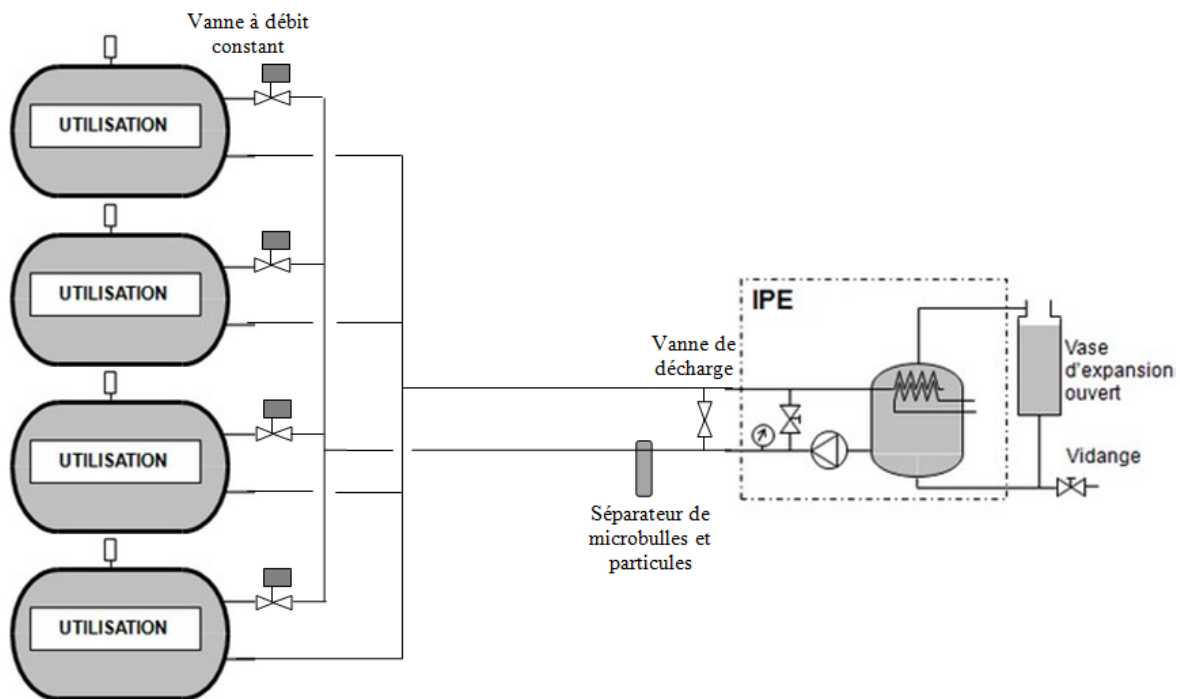 Vanne à débit
constant
UTILISATION
UTILISATION
UTILISATION
UTILISATION
Vanne de
décharge
IPE
Vase
d'expansion
ouvert
Vidange
Séparateur de
microbulles et
particules